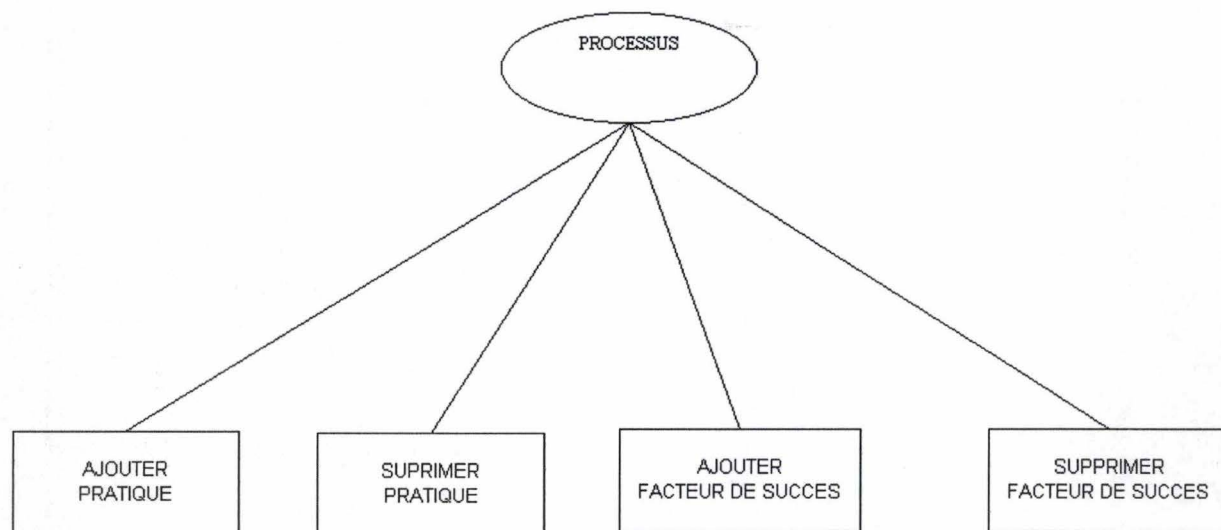 PROCESSUS
AJOUTER
PRATIQUE
SUPRIMER
PRATIQUE
AJOUTER
FACTEUR DE SUCCES
SUPPRIMER
FACTEUR DE SUCCES